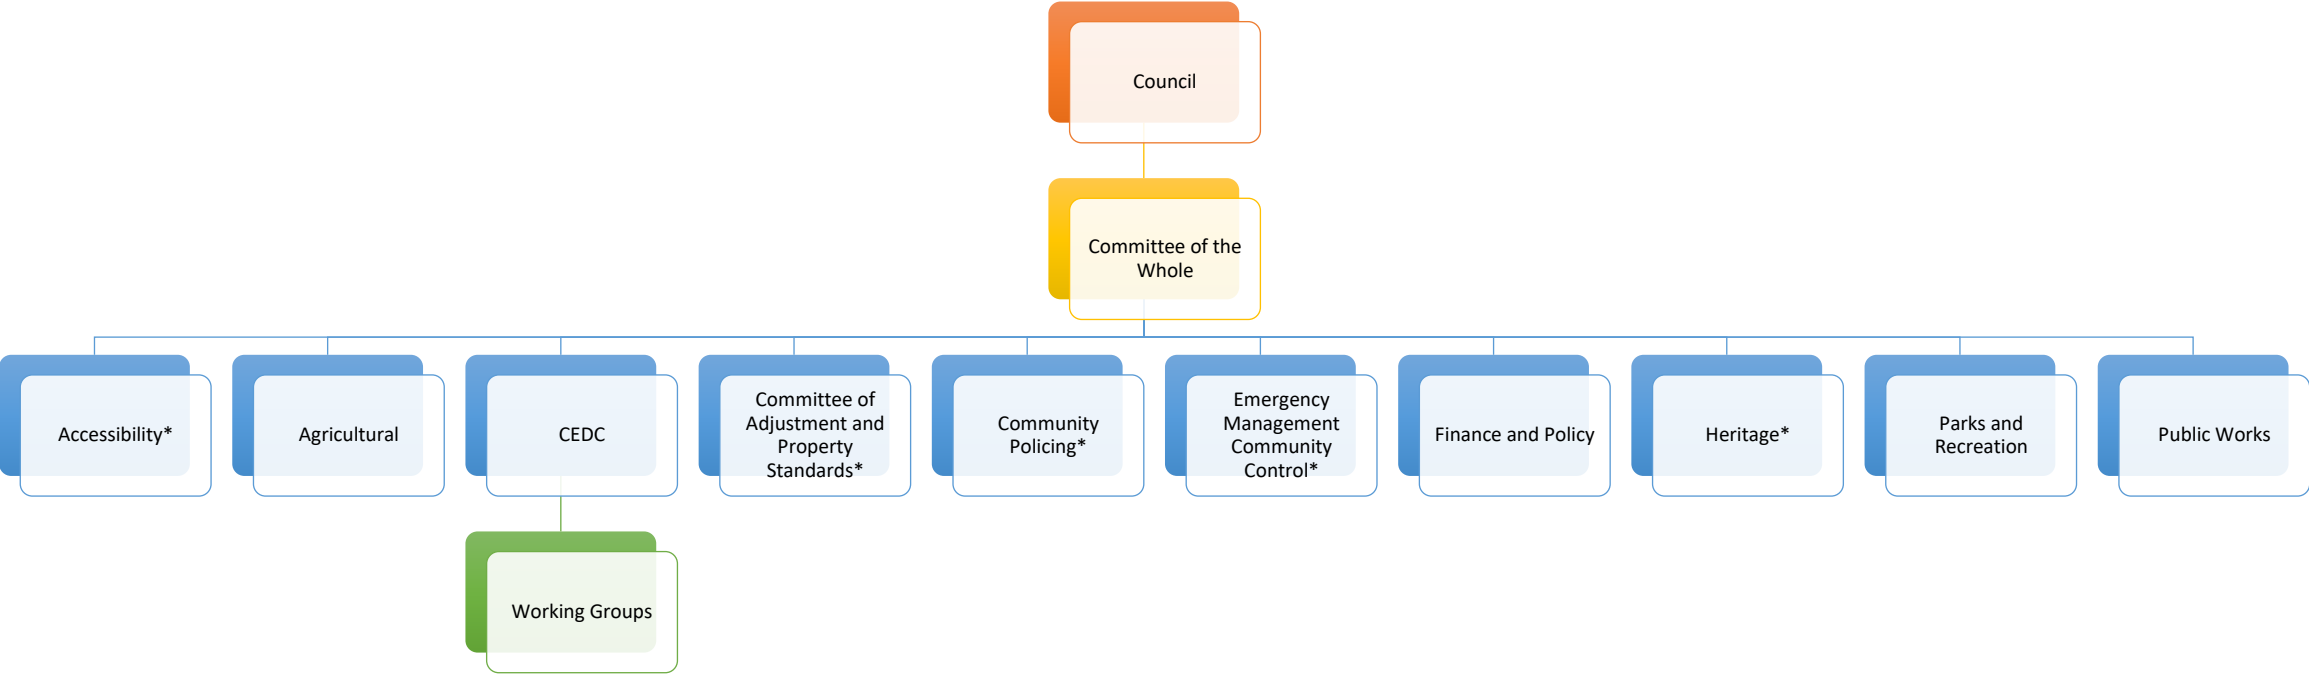 Council
Committee of the
Whole
Accessibility*
Agricultural
CEDC
Committee of
Adjustment and
Property
Standards*
Community
Policing*
Emergency
Management
Community
Control*
Finance and Policy
Heritage*
Parks and
Recreation
Public Works
Working Groups